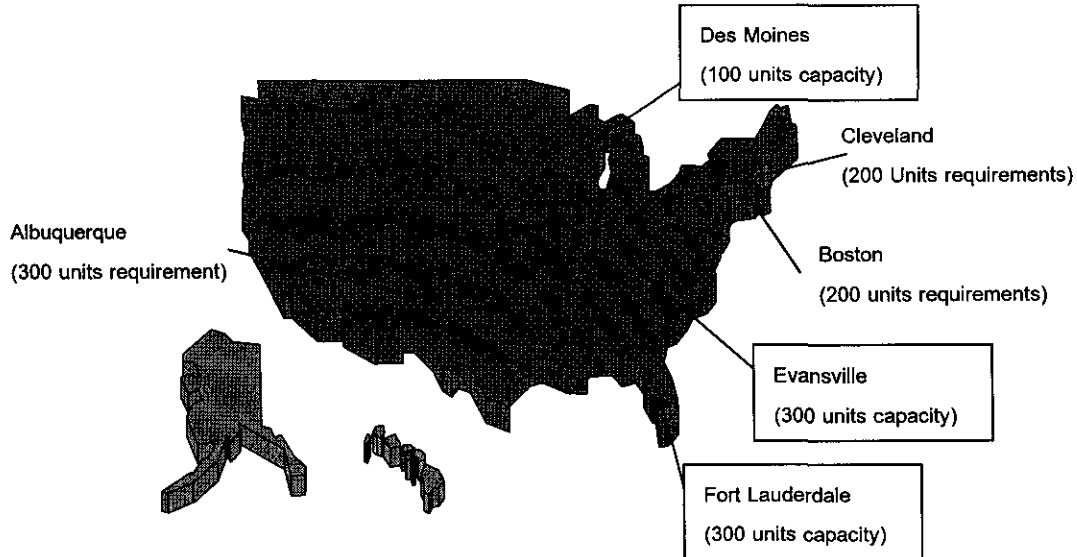 Des Moines
(100 units capacity)
Cleveland
(200 Units requirements)
Albuquerque
(300 units requirement)
Boston
(200 units requirements)
Evansville
(300 units capacity)
Fort Lauderdale
(300 units capacity)